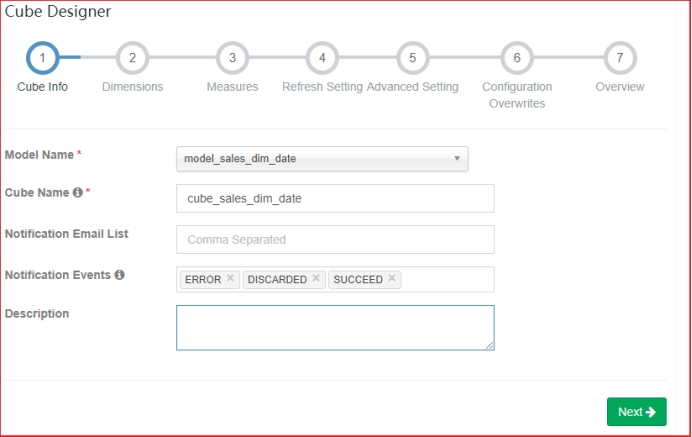 Cube Designer
1 2 3 4 5 6 7
Cube Info Dimensions Measures Refresh Setting Advanced Setting Configuration Overwrites Overview
Model Name *
model_sales_dim_date
Cube Name *
cube_sales_dim_date
Notification Email List
Comma Separated
Notification Events
ERROR × DISCARDED × SUCCEED ×
Description
Next →